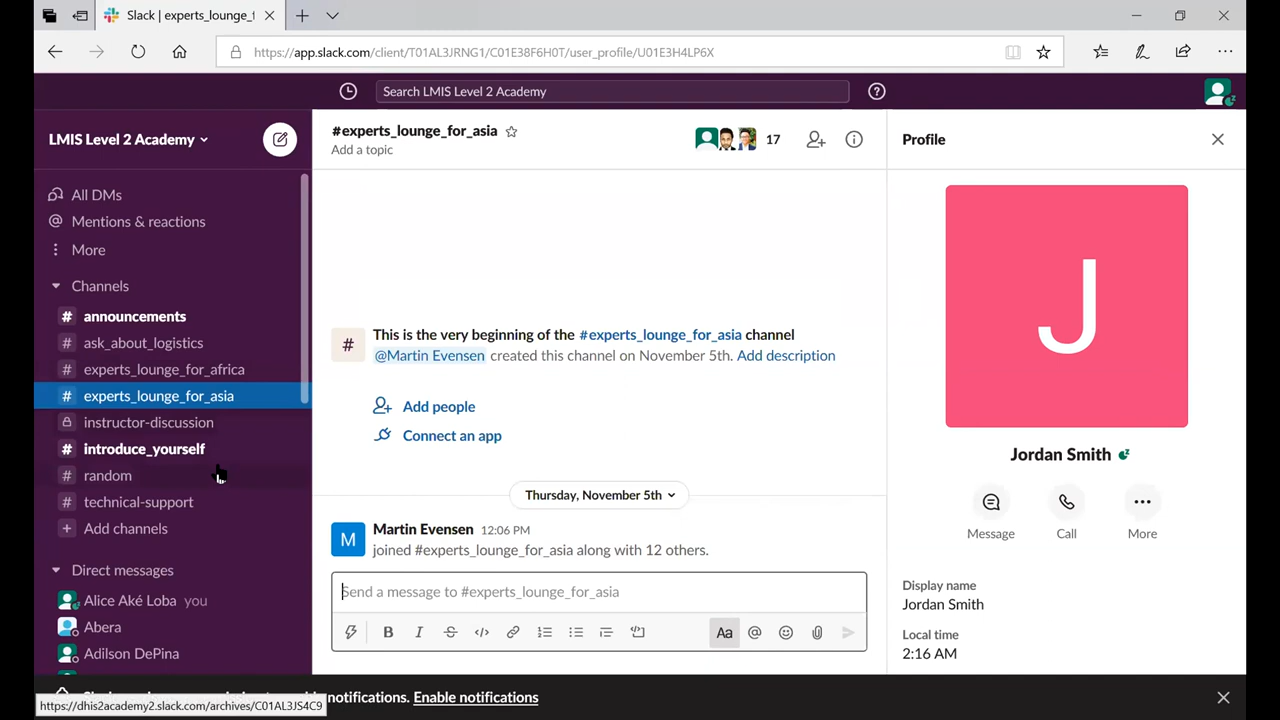 Slack | experts_lounge_f
https://app.slack.com/client/T01AL3JRNG1/C01E38F6H0T/user_profile/U01E3H4LP6X
Search LMIS Level 2 Academy
LMIS Level 2 Academy
All DMs
Mentions & reactions
More
Channels
# announcements
# ask_about_logistics
# experts_lounge_for_africa
# experts_lounge_for_asia
instructor-discussion
# introduce_yourself
# random
# technical-support
+ Add channels
Direct messages
Alice Aké Loba you
Abera
Adilson DePina
#experts_lounge_for_asia
Add a topic
17
#
This is the very beginning of the #experts_lounge_for_asia channel
@Martin Evensen created this channel on November 5th. Add description
Add people
Connect an app
Thursday, November 5th
M
Martin Evensen 12:06 PM
joined #experts_lounge_for_asia along with 12 others.
Send a message to #experts_lounge_for_asia
B I S </> Aa @
Profile
J
Jordan Smith
Message
Call
More
Display name
Jordan Smith
Local time
2:16 AM
notifications. Enable notifications
https://dhis2academy2.slack.com/archives/C01AL3JS4C9